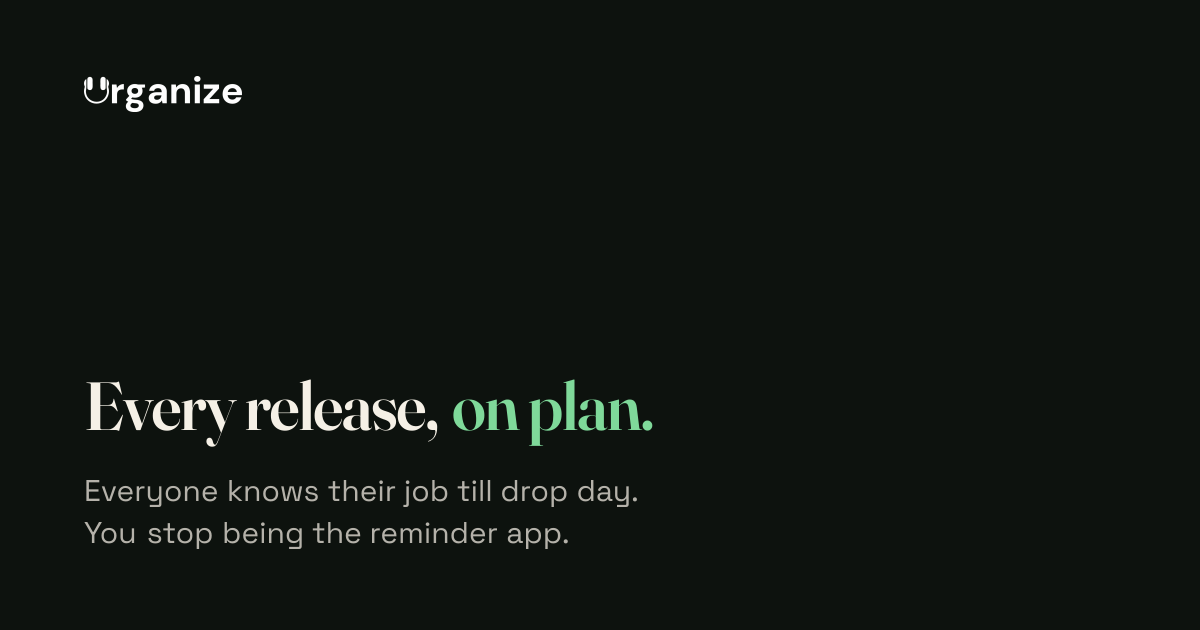 Urganize
Every release, on plan.
Everyone knows their job till drop day.
You stop being the reminder app.